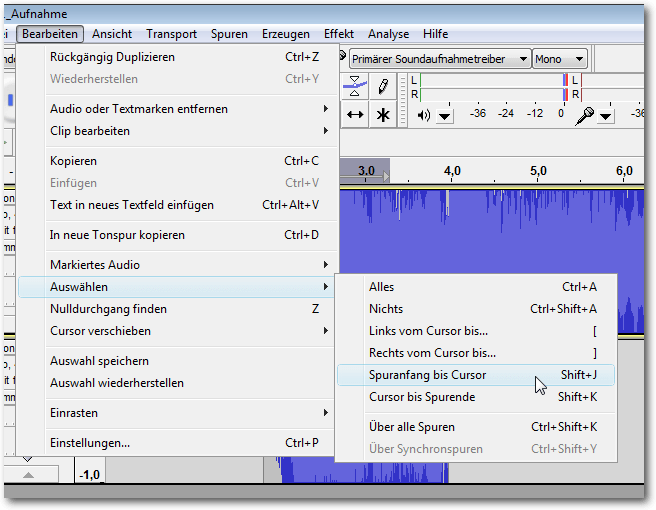 _Aufnahme
ei Bearbeiten Ansicht Transport Spuren Erzeugen Effekt Analyse Hilfe
Rückgängig Duplizieren Ctrl+Z
Wiederherstellen Ctrl+Y
Audio oder Textmarken entfernen
Clip bearbeiten
Kopieren Ctrl+C
Einfügen Ctrl+V
Text in neues Textfeld einfügen Ctrl+Alt+V
In neue Tonspur kopieren Ctrl+D
Markiertes Audio
Auswählen
Nulldurchgang finden Z
Cursor verschieben
Auswahl speichern
Auswahl wiederherstellen
Einrasten
Einstellungen... Ctrl+P
Primärer Soundaufnahmetreiber Mono
L L
R R
-36 -24 -12 0 -36
3,0 4,0 5,0 6,0
Alles Ctrl+A
Nichts Ctrl+Shift+A
Links vom Cursor bis... [
Rechts vom Cursor bis... ]
Spuranfang bis Cursor Shift+J
Cursor bis Spurende Shift+K
Über alle Spuren Ctrl+Shift+K
Über Synchronspuren Ctrl+Shift+Y
-1,0